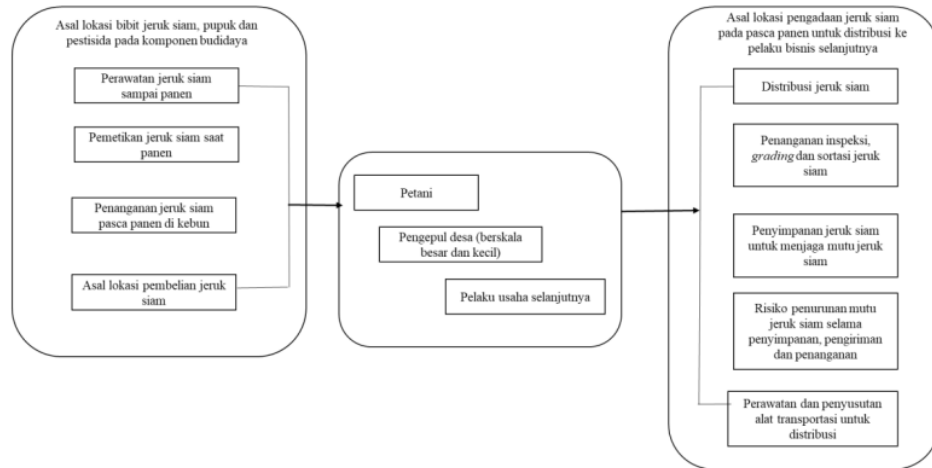 Asal lokasi bibit jeruk siam, pupuk dan
pestisida pada komponen budidaya
Perawatan jeruk siam
sampai panen
Pemetikan jeruk siam saat
panen
Penanganan jeruk siam
pasca panen di kebun
Asal lokasi pembelian jeruk
siam
Petani
Pengepul desa (berskala
besar dan kecil)
Pelaku usaha selanjutnya
Asal lokasi pengadaan jeruk siam
pada pasca panen untuk distribusi ke
pelaku bisnis selanjutnya
Distribusi jeruk siam
Penanganan inspeksi,
grading dan sortasi jeruk
siam
Penyimpanan jeruk siam
untuk menjaga mutu jeruk
siam
Risiko penurunan mutu
jeruk siam selama
penyimpanan, pengiriman
dan penanganan
Perawatan dan penyusutan
alat transportasi untuk
distribusi